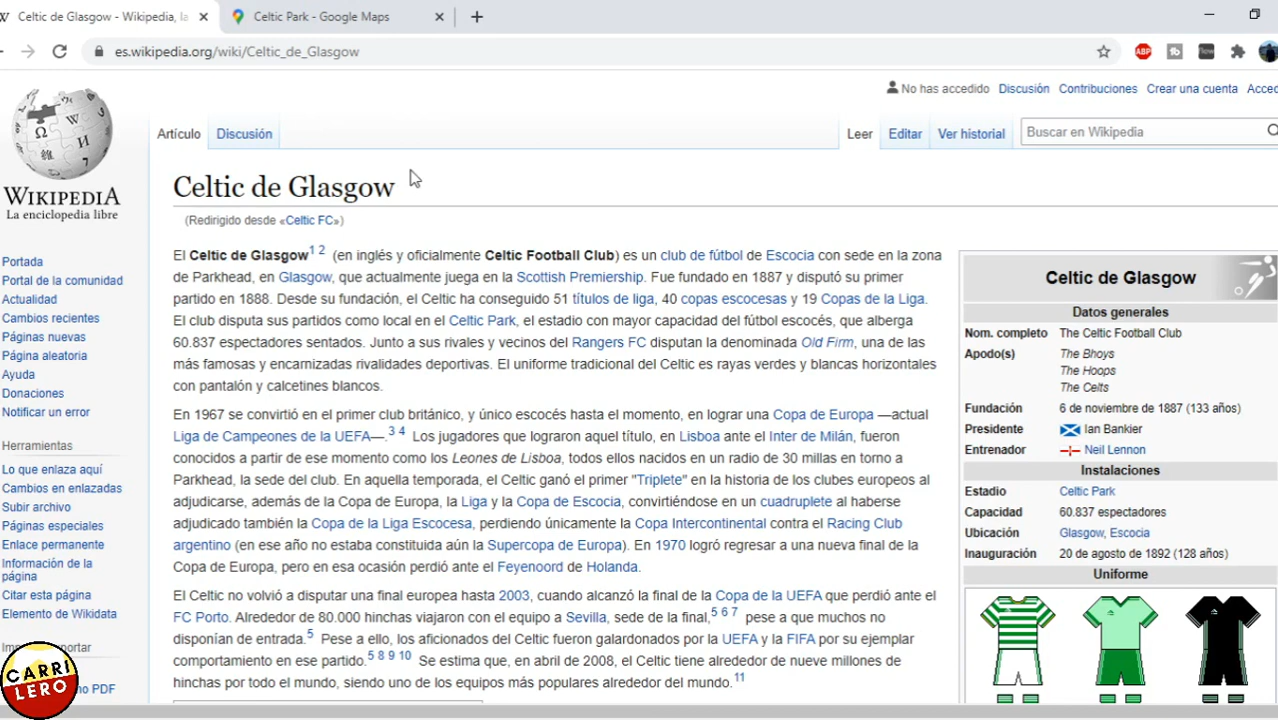 Celtic de Glasgow - Wikipedia, la
Celtic Park - Google Maps
es.wikipedia.org/wiki/Celtic_de_Glasgow
ABP
No has accedido Discusión Contribuciones Crear una cuenta Acced
Artículo Discusión Leer Editar Ver historial Buscar en Wikipedia
WIKIPEDIA
La enciclopedia libre
Portada
Portal de la comunidad
Actualidad
Cambios recientes
Páginas nuevas
Página aleatoria
Ayuda
Donaciones
Notificar un error
Herramientas
Lo que enlaza aquí
Cambios en enlazadas
Subir archivo
Páginas especiales
Enlace permanente
Información de la
página
Citar esta página
Elemento de Wikidata
Im portar
no PDF
CARRI
LERO
Celtic de Glasgow
(Redirigido desde «Celtic FC»)
El Celtic de Glasgow1 2 (en inglés y oficialmente Celtic Football Club) es un club de fútbol de Escocia con sede en la zona
de Parkhead, en Glasgow, que actualmente juega en la Scottish Premiership. Fue fundado en 1887 y disputó su primer
partido en 1888. Desde su fundación, el Celtic ha conseguido 51 títulos de liga, 40 copas escocesas y 19 Copas de la Liga.
El club disputa sus partidos como local en el Celtic Park, el estadio con mayor capacidad del fútbol escocés, que alberga
60.837 espectadores sentados. Junto a sus rivales y vecinos del Rangers FC disputan la denominada Old Firm, una de las
más famosas y encarnizadas rivalidades deportivas. El uniforme tradicional del Celtic es rayas verdes y blancas horizontales
con pantalón y calcetines blancos.
En 1967 se convirtió en el primer club británico, y único escocés hasta el momento, en lograr una Copa de Europa —actual
Liga de Campeones de la UEFA—.3 4 Los jugadores que lograron aquel título, en Lisboa ante el Inter de Milán, fueron
conocidos a partir de ese momento como los Leones de Lisboa, todos ellos nacidos en un radio de 30 millas en torno a
Parkhead, la sede del club. En aquella temporada, el Celtic ganó el primer "Triplete" en la historia de los clubes europeos al
adjudicarse, además de la Copa de Europa, la Liga y la Copa de Escocia, convirtiéndose en un cuadruplete al haberse
adjudicado también la Copa de la Liga Escocesa, perdiendo únicamente la Copa Intercontinental contra el Racing Club
argentino (en ese año no estaba constituida aún la Supercopa de Europa). En 1970 logró regresar a una nueva final de la
Copa de Europa, pero en esa ocasión perdió ante el Feyenoord de Holanda.
El Celtic no volvió a disputar una final europea hasta 2003, cuando alcanzó la final de la Copa de la UEFA que perdió ante el
FC Porto. Alrededor de 80.000 hinchas viajaron con el equipo a Sevilla, sede de la final,5 6 7 pese a que muchos no
disponían de entrada.5 Pese a ello, los aficionados del Celtic fueron galardonados por la UEFA y la FIFA por su ejemplar
comportamiento en ese partido.5 8 9 10 Se estima que, en abril de 2008, el Celtic tiene alrededor de nueve millones de
hinchas por todo el mundo, siendo uno de los equipos más populares alrededor del mundo.11
Celtic de Glasgow
Datos generales
Nom. completo The Celtic Football Club
Apodo(s) The Bhoys
The Hoops
The Celts
Fundación 6 de noviembre de 1887 (133 años)
Presidente Ian Bankier
Entrenador Neil Lennon
Instalaciones
Estadio Celtic Park
Capacidad 60.837 espectadores
Ubicación Glasgow, Escocia
Inauguración 20 de agosto de 1892 (128 años)
Uniforme